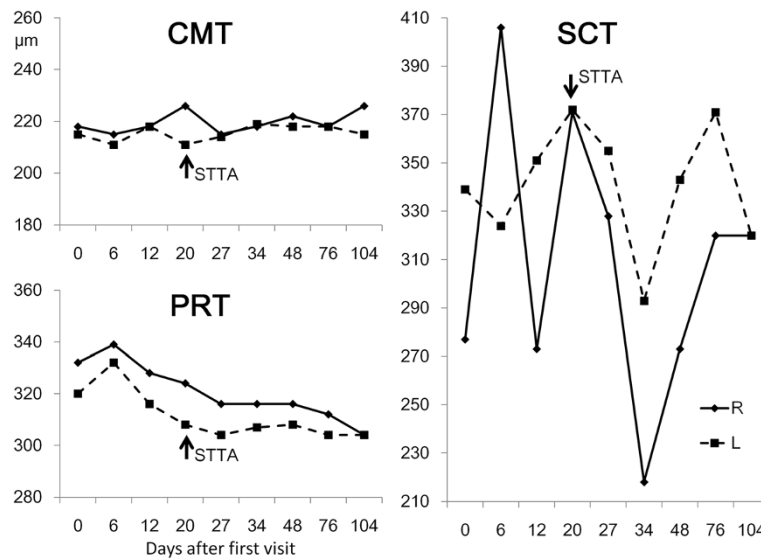 CMT
260
µm
240
220
200
180
STTA
0 6 12 20 27 34 48 76 104
PRT
360
340
320
300
280
STTA
0 6 12 20 27 34 48 76 104
Days after first visit
SCT
410
390
370
350
330
310
290
270
250
230
210
STTA
R
L
0 6 12 20 27 34 48 76 104